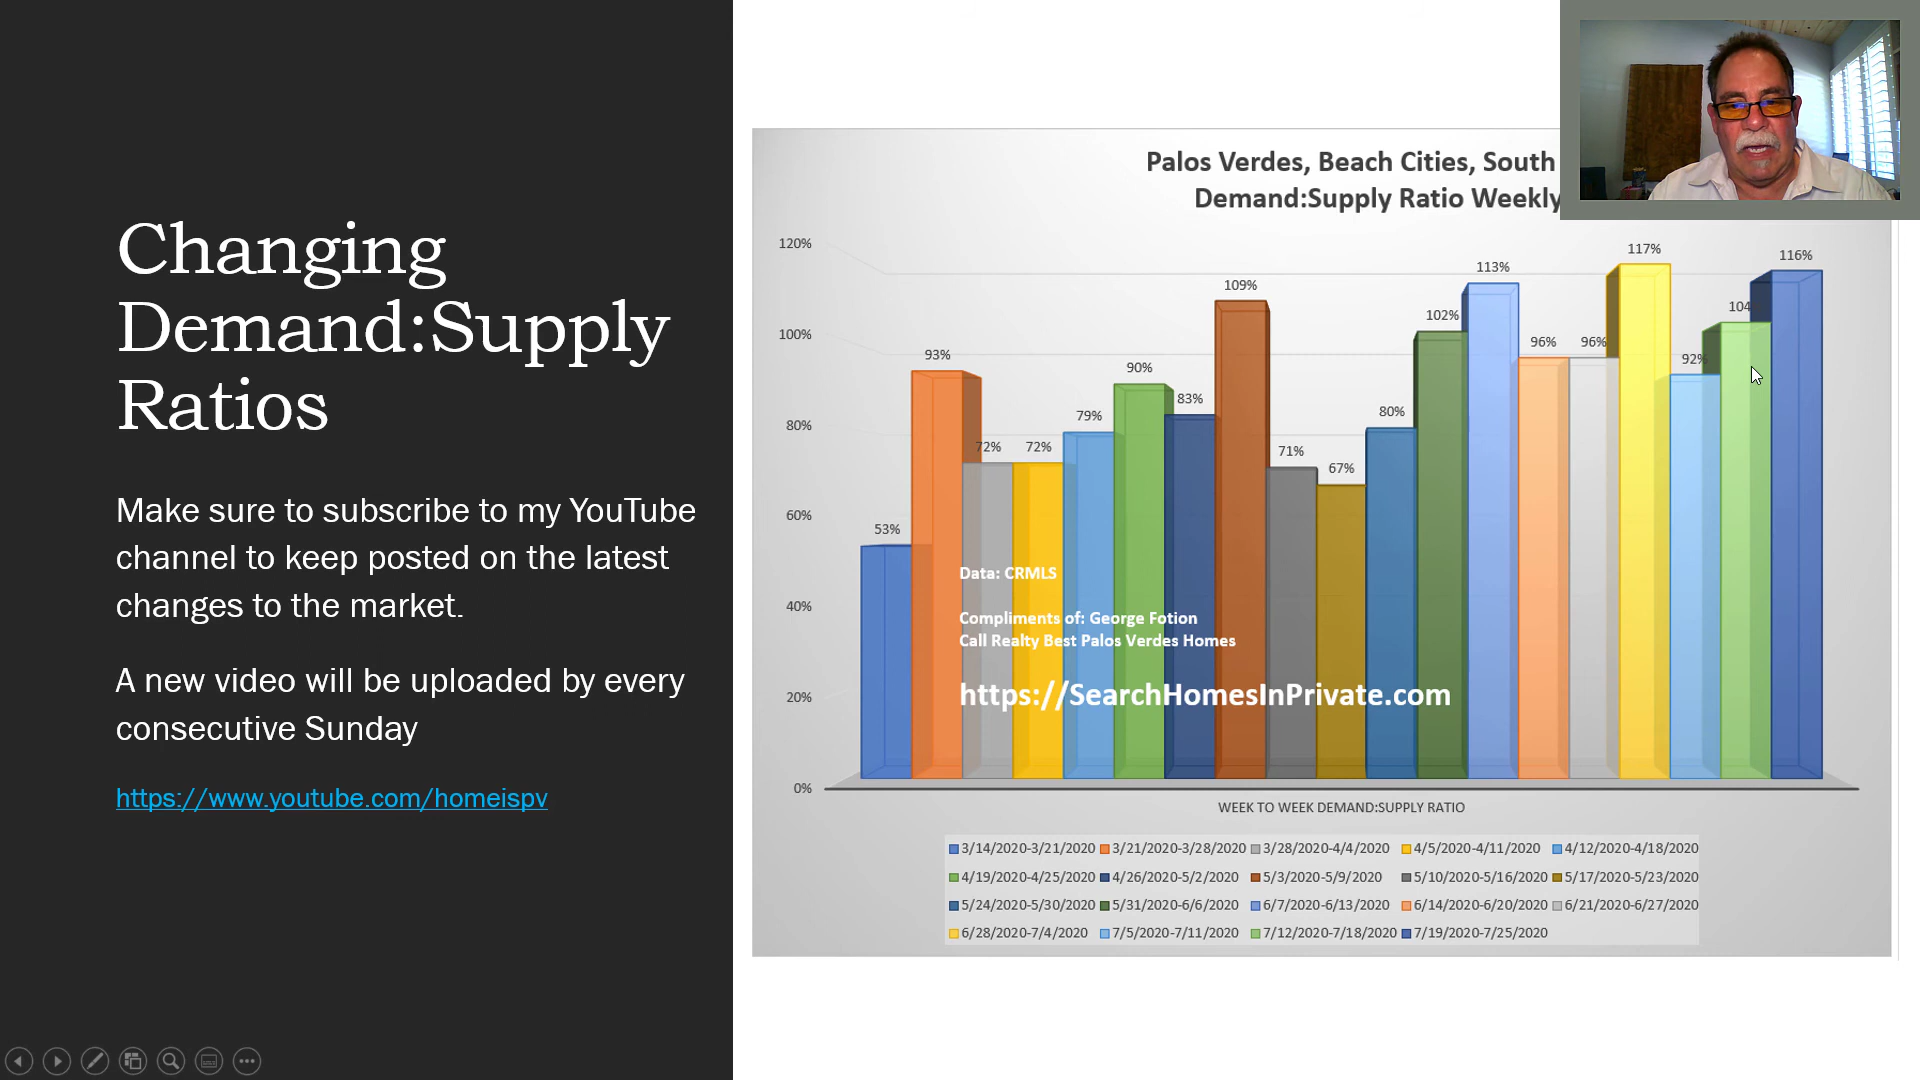 Changing
Demand:Supply
Ratios
Make sure to subscribe to my YouTube
channel to keep posted on the latest
changes to the market.
A new video will be uploaded by every
consecutive Sunday
https://www.youtube.com/homeispv
Palos Verdes, Beach Cities, South
Demand:Supply Ratio Weekly
120%
100%
80%
60%
40%
20%
0%
53%
93%
72%
72%
79%
90%
83%
109%
71%
67%
80%
102%
113%
96%
96%
117%
92%
104
116%
Data: CRMLS
Compliments of: George Fotion
Call Realty Best Palos Verdes Homes
https://SearchHomesInPrivate.com
WEEK TO WEEK DEMAND:SUPPLY RATIO
3/14/2020-3/21/2020 3/21/2020-3/28/2020 3/28/2020-4/4/2020 4/5/2020-4/11/2020 4/12/2020-4/18/2020
4/19/2020-4/25/2020 4/26/2020-5/2/2020 5/3/2020-5/9/2020 5/10/2020-5/16/2020 5/17/2020-5/23/2020
5/24/2020-5/30/2020 5/31/2020-6/6/2020 6/7/2020-6/13/2020 6/14/2020-6/20/2020 6/21/2020-6/27/2020
6/28/2020-7/4/2020 7/5/2020-7/11/2020 7/12/2020-7/18/2020 7/19/2020-7/25/2020